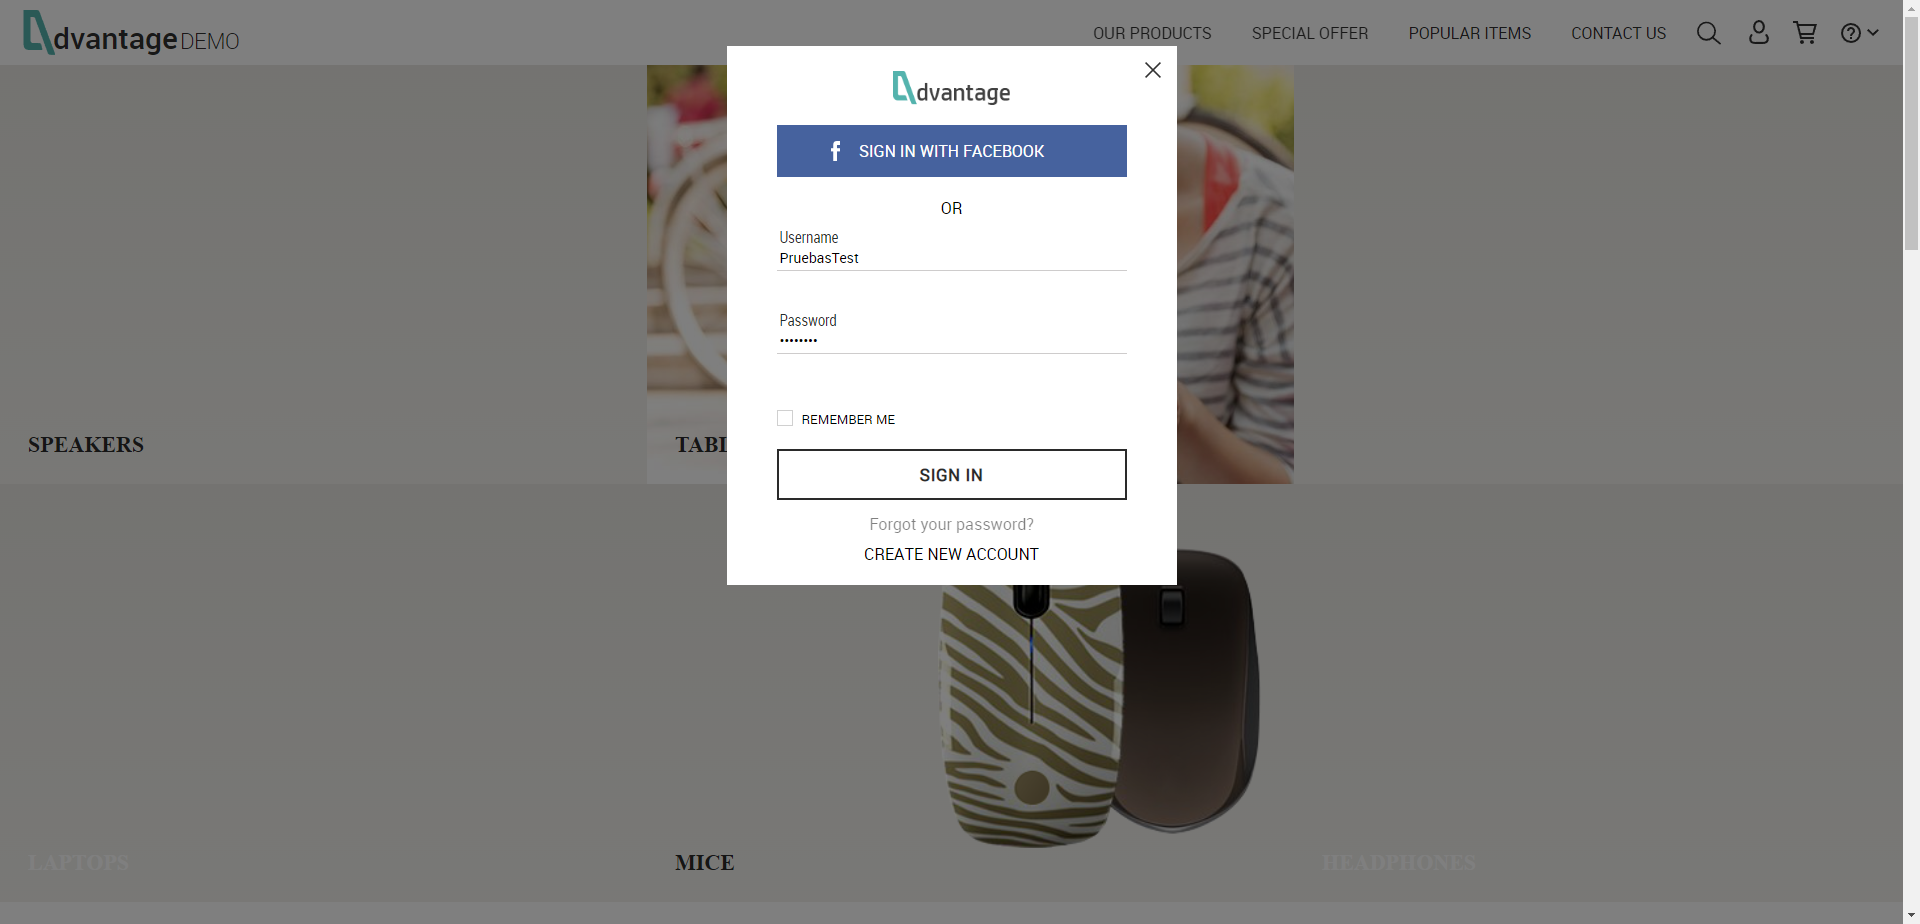 dvantage DEMO
OUR PRODUCTS
SPECIAL OFFER
POPULAR ITEMS
CONTACT US
dvantage
SIGN IN WITH FACEBOOK
OR
Username
PruebasTest
Password
••••••••
REMEMBER ME
SIGN IN
Forgot your password?
CREATE NEW ACCOUNT
SPEAKERS
TABL
LAPTOPS
MICE
HEADPHONES